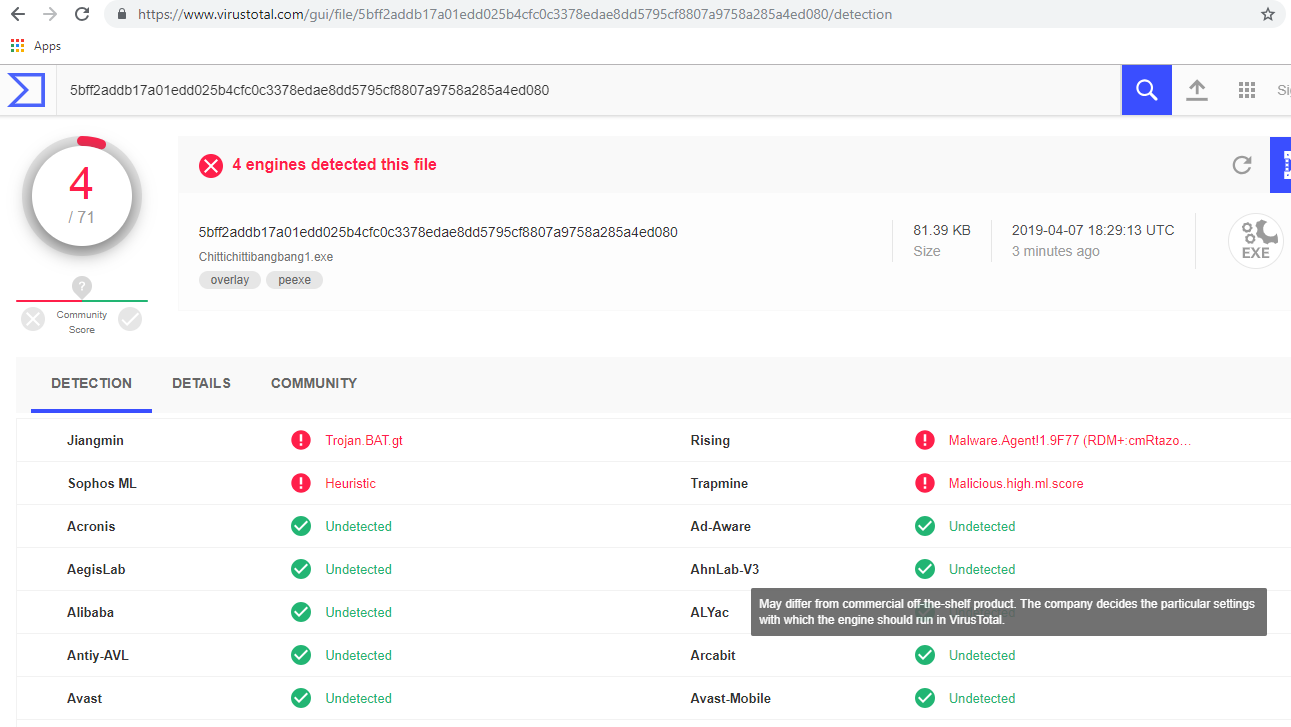 https://www.virustotal.com/gui/file/5bff2addb17a01edd025b4cfc0c3378edae8dd5795cf8807a9758a285a4ed080/detection
Apps
5bff2addb17a01edd025b4cfc0c3378edae8dd5795cf8807a9758a285a4ed080
Si
4
/ 71
4 engines detected this file
5bff2addb17a01edd025b4cfc0c3378edae8dd5795cf8807a9758a285a4ed080
Chittichittibangbang1.exe
overlay peexe
81.39 KB
Size
2019-04-07 18:29:13 UTC
3 minutes ago
EXE
?
Community
Score
DETECTION DETAILS COMMUNITY
Jiangmin Trojan.BAT.gt Rising Malware.Agent!1.9F77 (RDM+:cmRtazo...
Sophos ML Heuristic Trapmine Malicious.high.ml.score
Acronis Undetected Ad-Aware Undetected
AegisLab Undetected AhnLab-V3 Undetected
Alibaba Undetected ALYac
May differ from commercial off-the-shelf product. The company decides the particular settings
with which the engine should run in VirusTotal.
Antiy-AVL Undetected Arcabit Undetected
Avast Undetected Avast-Mobile Undetected